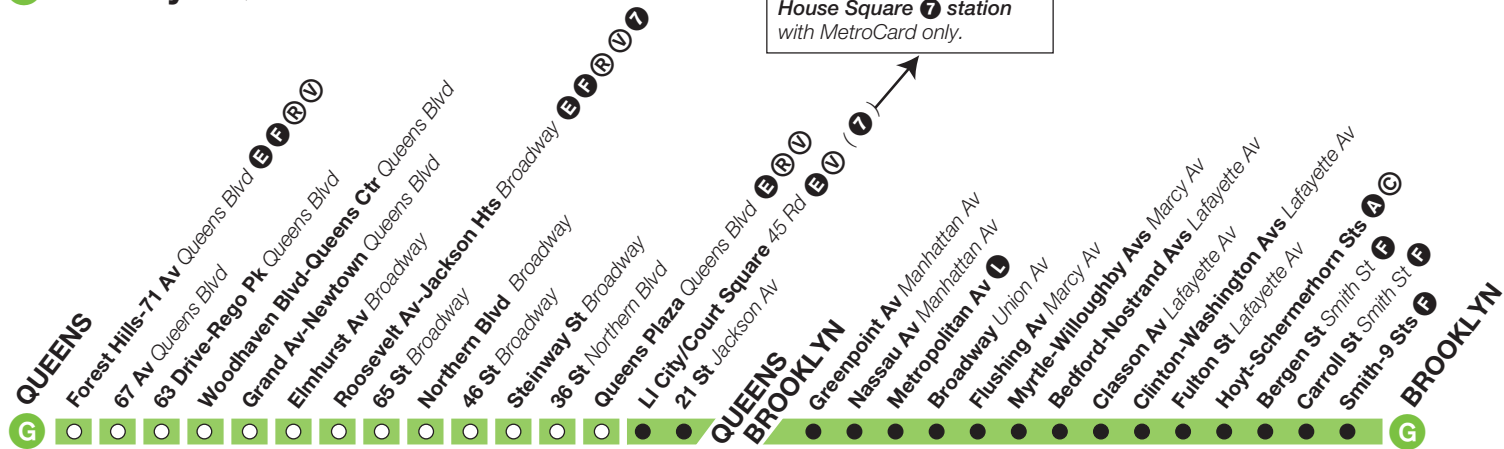 House Square 7 station
with MetroCard only.
QUEENS
Forest Hills-71 Av Queens Blvd E F R V
67 Av Queens Blvd
63 Drive-Rego Pk Queens Blvd
Woodhaven Blvd-Queens Ctr Queens Blvd
Grand Av-Newtown Queens Blvd
Elmhurst Av Broadway
Roosevelt Av-Jackson Hts Broadway E F R V 7
65 St Broadway
Northern Blvd Broadway
46 St Broadway
Steinway St Broadway
36 St Northern Blvd
Queens Plaza Queens Blvd E R V
LI City/Court Square 45 Rd E V (7)
21 St Jackson Av
QUEENS
BROOKLYN
Greenpoint Av Manhattan Av
Nassau Av Manhattan Av
Metropolitan Av L
Broadway Union Av
Flushing Av Marcy Av
Myrtle-Willoughby Avs Marcy Av
Bedford-Nostrand Avs Lafayette Av
Classon Av Lafayette Av
Clinton-Washington Avs Lafayette Av
Fulton St Lafayette Av
Hoyt-Schermerhorn Sts A C
Bergen St Smith St F
Carroll St Smith St F
Smith-9 Sts F
BROOKLYN
G
G